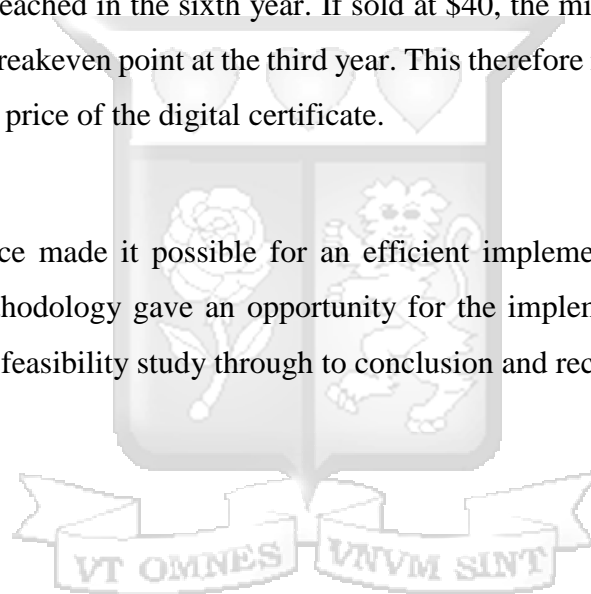 eached in the sixth year. If sold at $40, the mi
reakeven point at the third year. This therefore
price of the digital certificate.
ce made it possible for an efficient impleme
hodology gave an opportunity for the implen
feasibility study through to conclusion and rec
VT OMNES VNVM SINT